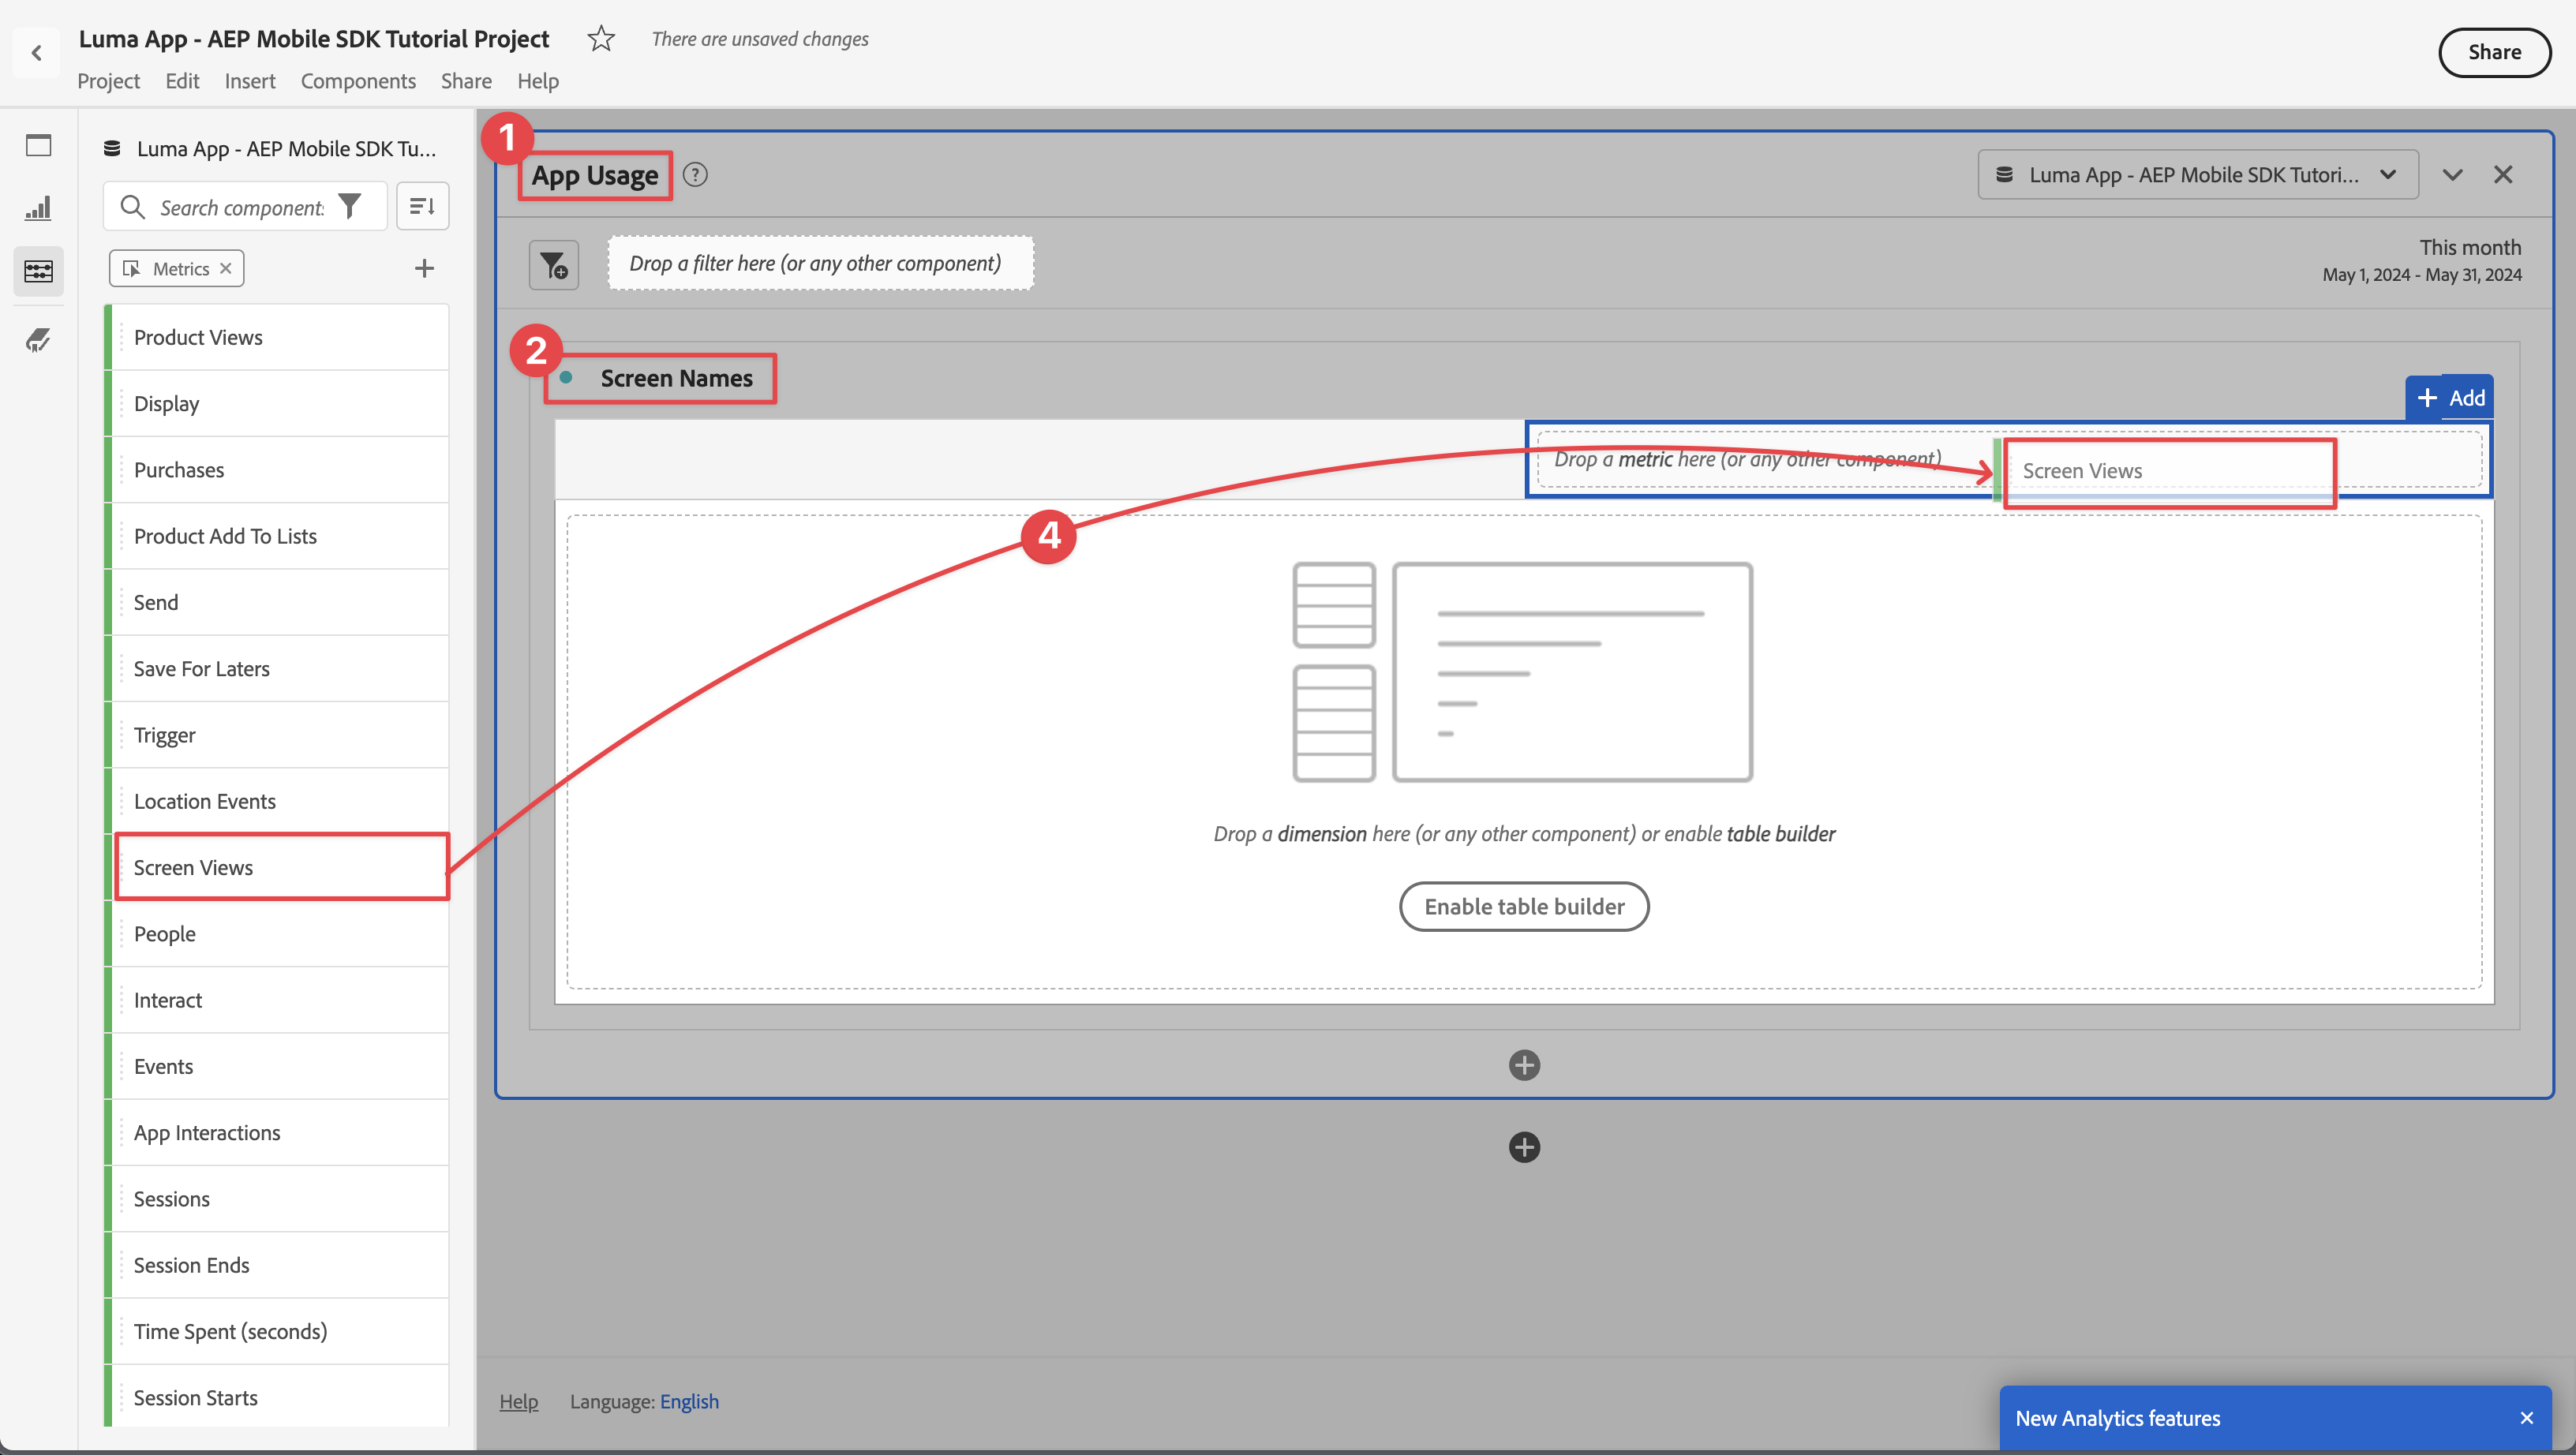 Luma App - AEP Mobile SDK Tutorial Project
There are unsaved changes
Share
Project Edit Insert Components Share Help
Luma App - AEP Mobile SDK Tu...
Search component
Metrics
Product Views
Display
Purchases
Product Add To Lists
Send
Save For Laters
Trigger
Location Events
Screen Views
People
Interact
Events
App Interactions
Sessions
Session Ends
Time Spent (seconds)
Session Starts
1
App Usage
?
Luma App - AEP Mobile SDK Tutori...
Drop a filter here (or any other component)
This month
May 1, 2024 - May 31, 2024
2
Screen Names
Add
Drop a metric here (or any other component)
Screen Views
4
Drop a dimension here (or any other component) or enable table builder
Enable table builder
Help Language: English
New Analytics features